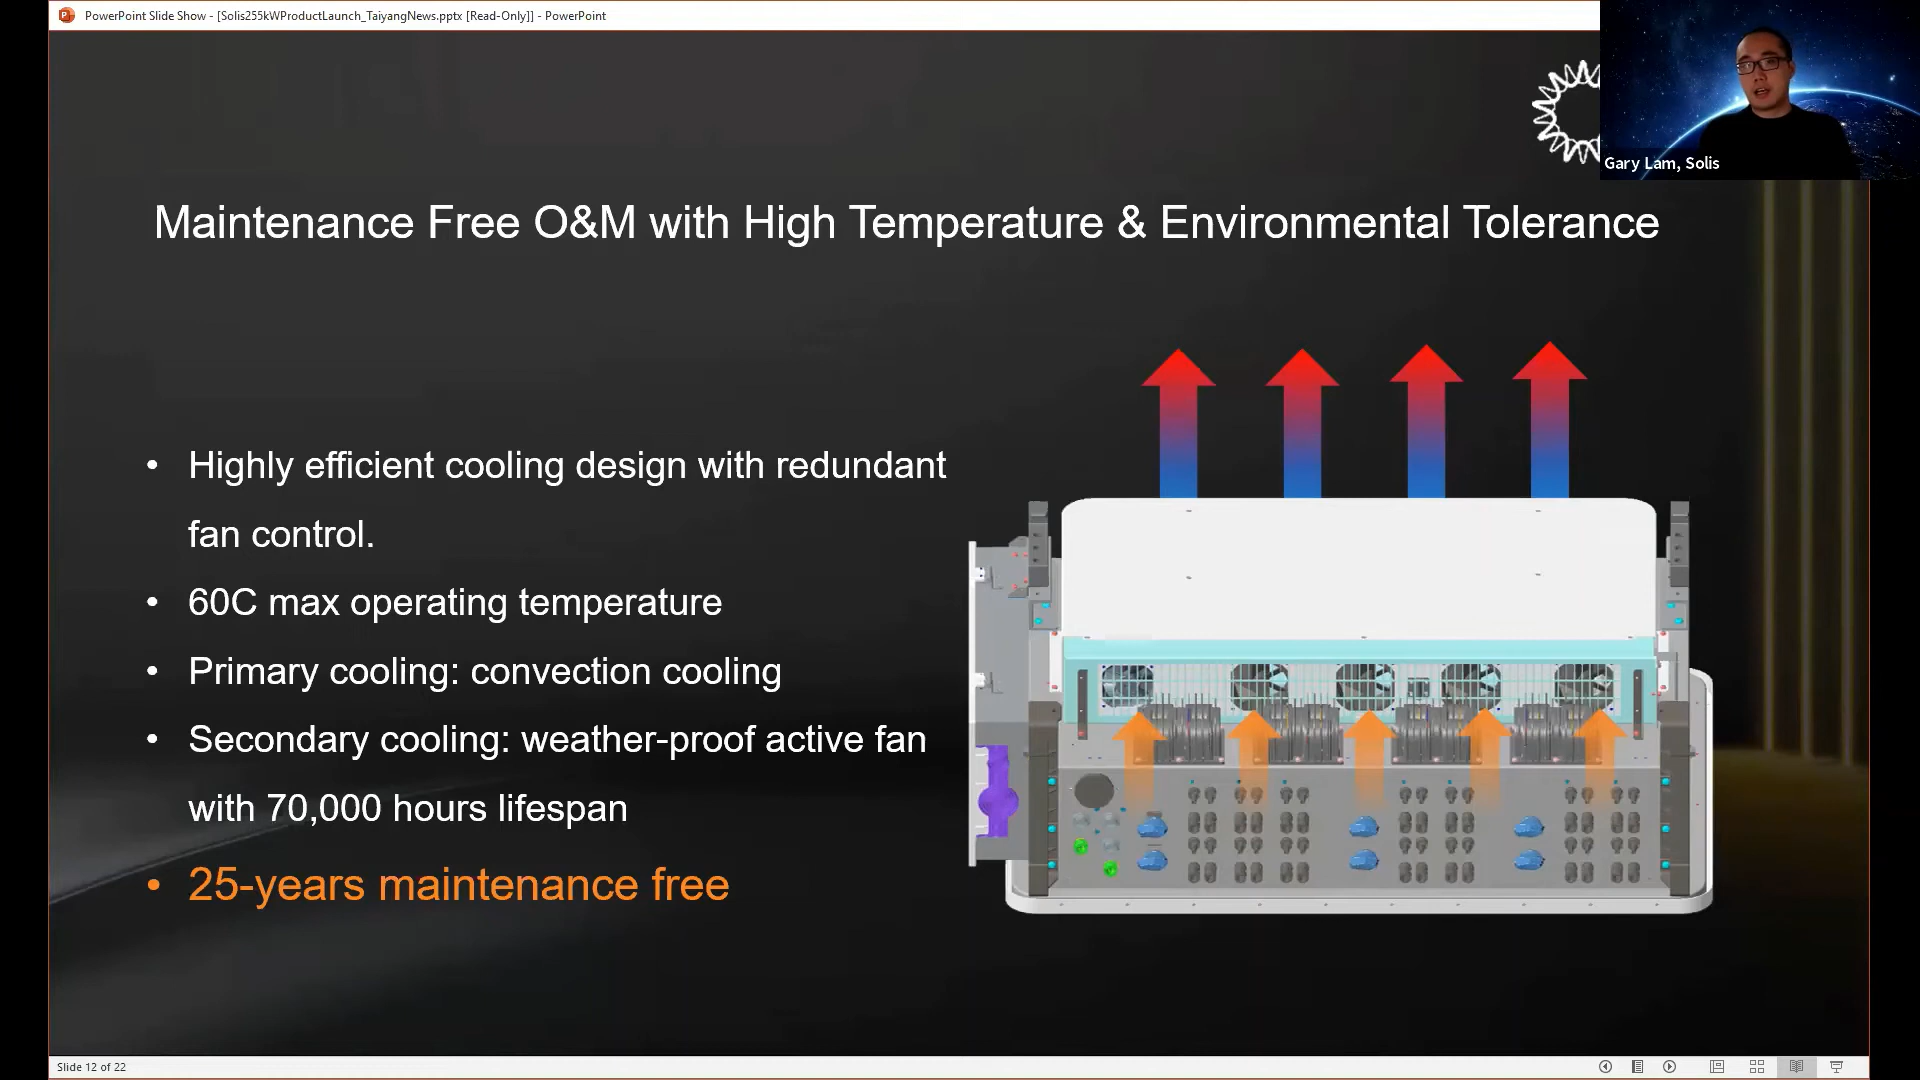 PowerPoint Slide Show - [Solis255kWProductLaunch_TaiyangNews.pptx [Read-Only]] - PowerPoint
Gary Lam, Solis
Maintenance Free O&M with High Temperature & Environmental Tolerance
• Highly efficient cooling design with redundant
fan control.
• 60C max operating temperature
• Primary cooling: convection cooling
• Secondary cooling: weather-proof active fan
with 70,000 hours lifespan
• 25-years maintenance free
Slide 12 of 22